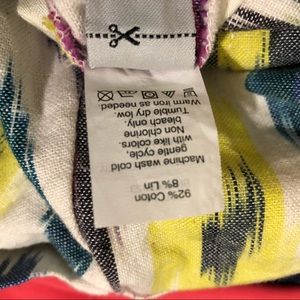 92% Cotton
8% Lin
Machine wash cold
gentle cycle,
with like colors.
Non chlorine
bleach only.
Tumble dry low.
Warm iron as needed